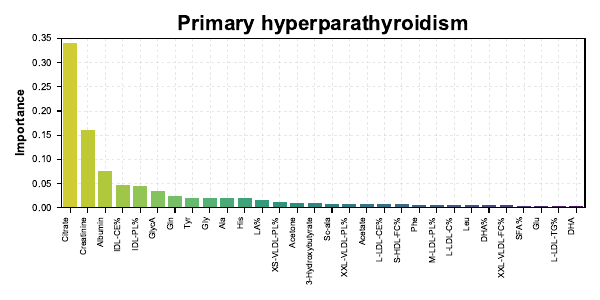 Primary hyperparathyroidism
Importance
0.35
0.30
0.25
0.20
0.15
0.10
0.05
0.00
Citrate
Creatinine
Albumin
IDL-CE%
IDL-PL%
GlycA
Gln
Tyr
Gly
Ala
His
LA%
XS-VLDL-PL%
Acetone
3-Hydroxybutyrate
Sc-ala
XXL-VLDL-PL%
Acetate
L-LDL-CE%
S-HDL-FC%
Phe
M-LDL-PL%
L-LDL-C%
Leu
DHA%
XXL-VLDL-FC%
SFA%
Glu
L-LDL-TG%
DHA